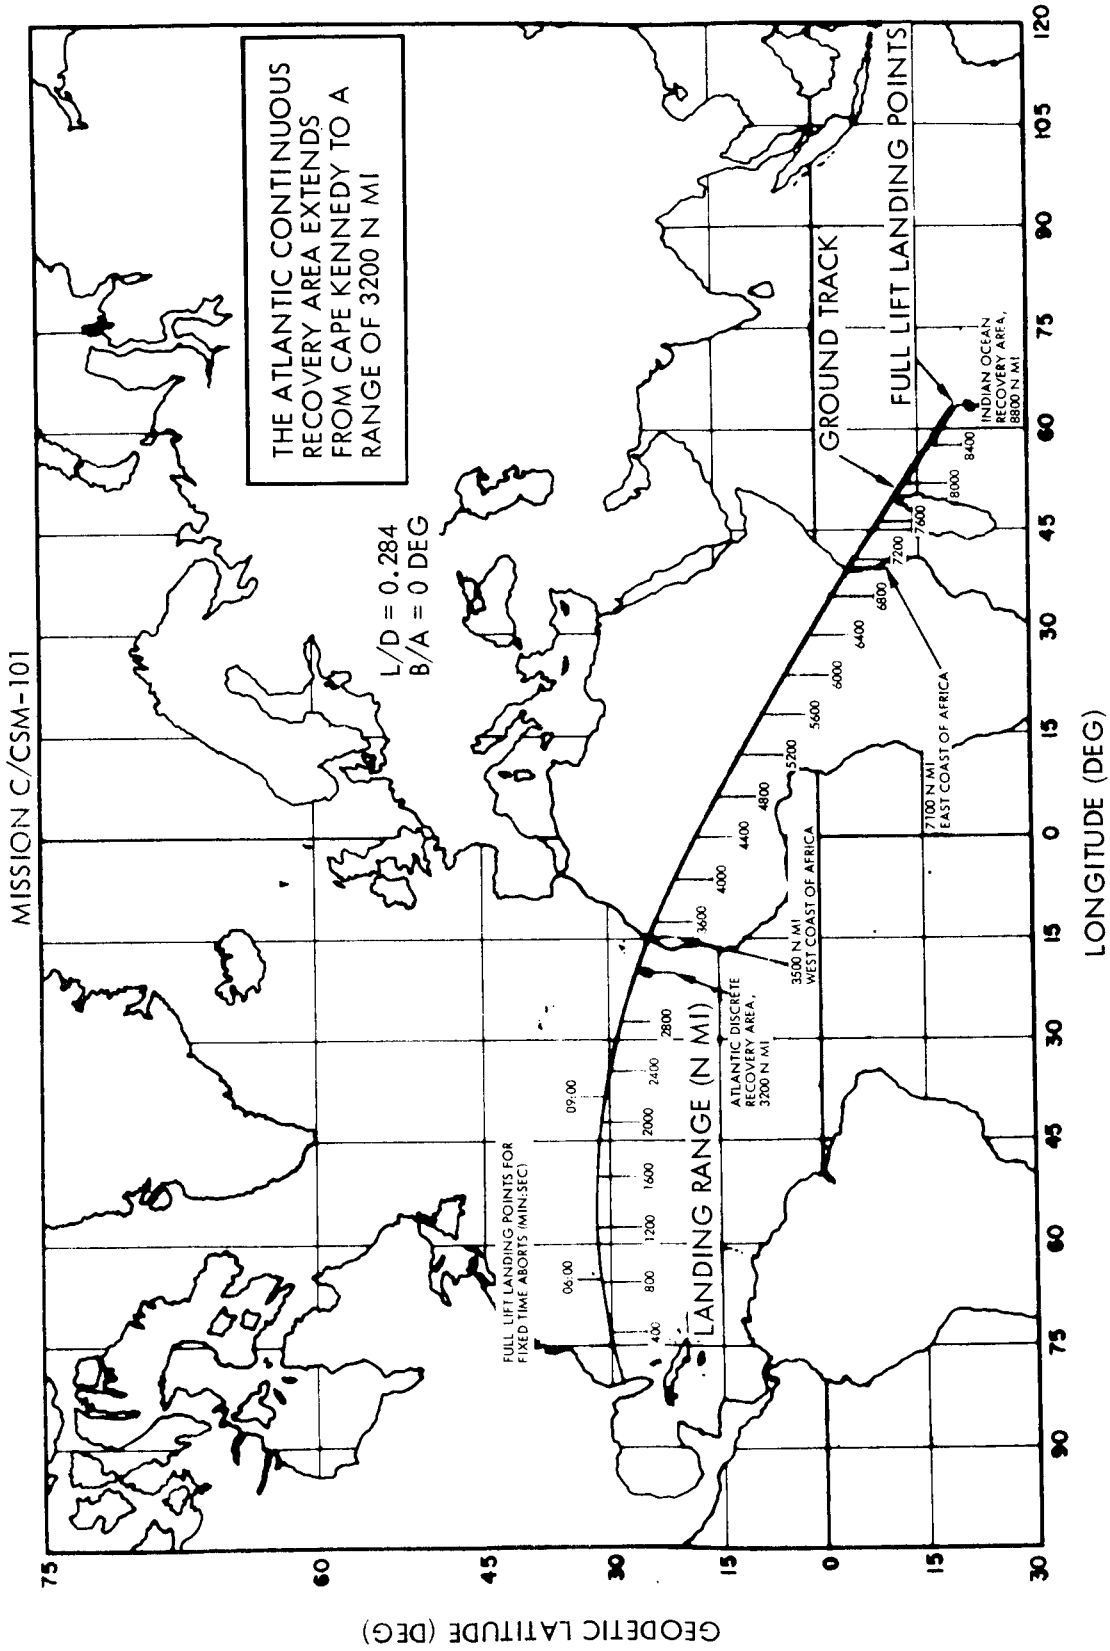 MISSION C/CSM-101
THE ATLANTIC CONTINUOUS
RECOVERY AREA EXTENDS
FROM CAPE KENNEDY TO A
RANGE OF 3200 N MI
L/D = 0.284
B/A = 0 DEG
FULL LIFT LANDING POINTS FOR
FIXED TIME ABORTS (MIN:SEC)
06:00
09:00
400
800
1200
1600
2000
2400
2800
3600
4000
4400
4800
5200
5600
6000
6400
6800
7200
7600
8000
8400
LANDING RANGE (N MI)
ATLANTIC DISCRETE
RECOVERY AREA,
3200 N MI
3500 N MI
WEST COAST OF AFRICA
7100 N MI
EAST COAST OF AFRICA
GROUND TRACK
FULL LIFT LANDING POINTS
INDIAN OCEAN
RECOVERY AREA,
8800 N MI
GEODETIC LATITUDE (DEG)
75
60
45
30
15
0
15
30
90
75
60
45
30
15
0
15
30
45
60
75
90
105
120
LONGITUDE (DEG)